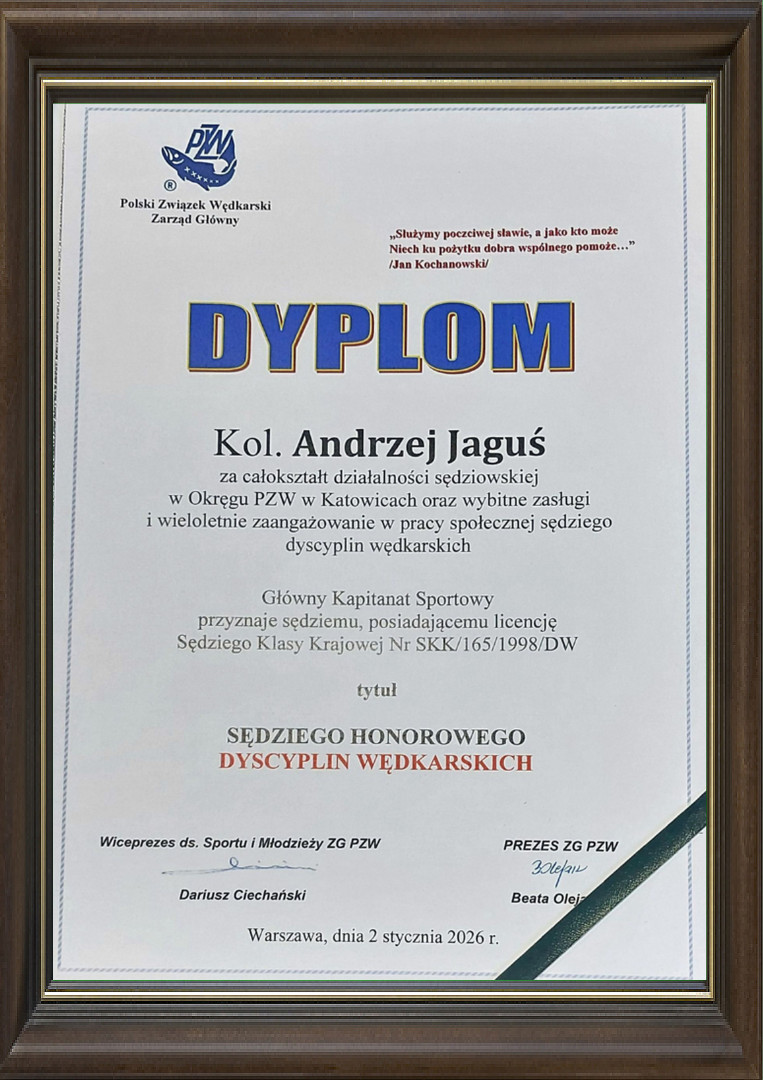 PZW
®
Polski Związek Wędkarski
Zarząd Główny
„Służymy poczciwej sławie, a jako kto może
Niech ku pożytku dobra wspólnego pomoże…”
/Jan Kochanowski/
DYPLOM
Kol. Andrzej Jaguś
za całokształt działalności sędziowskiej
w Okręgu PZW w Katowicach oraz wybitne zasługi
i wieloletnie zaangażowanie w pracy społecznej sędziego
dyscyplin wędkarskich
Główny Kapitanat Sportowy
przyznaje sędziemu, posiadającemu licencję
Sędziego Klasy Krajowej Nr SKK/165/1998/DW
tytuł
SĘDZIEGO HONOROWEGO
DYSCYPLIN WĘDKARSKICH
Wiceprezes ds. Sportu i Młodzieży ZG PZW
PREZES ZG PZW
Dariusz Ciechański
Beata
Warszawa, dnia 2 stycznia 2026 r.